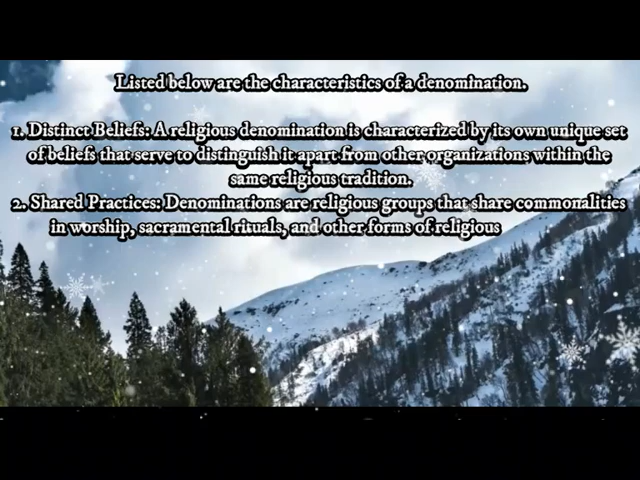 Listed below are the characteristics of a denomination.
1. Distinct Beliefs: A religious denomination is characterized by its own unique set
of beliefs that serve to distinguish it apart from other organizations within the
same religious tradition.
2. Shared Practices: Denominations are religious groups that share commonalities
in worship, sacramental rituals, and other forms of religious